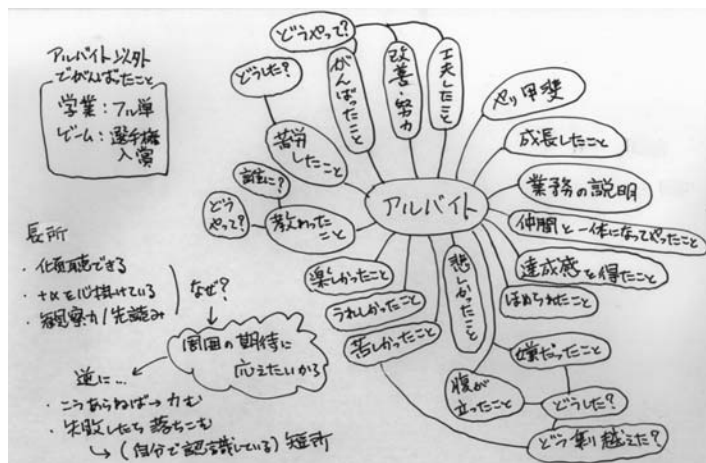 アルバイト以外
でがんばったこと
学業：フル単
ゲーム：選手権
入賞
長所
・傾聴できる
・+αを心掛けている
・観察力/先読み
なぜ？
周囲の期待に
応えたいから
逆に…
・こうあらねば→力む
・失敗したら落ちこむ
↳(自分で認識している)短所
アルバイト
どうやって？
がんばったこと
改善・努力
工夫したこと
どうした？
苦労
したこと
誰に？
どう
やって？
教わった
こと
楽しかったこと
うれしかったこと
苦しかったこと
悲しかったこと
腹が
立ったこと
嫌だったこと
どうした？
どう乗り越えた？
やり甲斐
成長したこと
業務の説明
仲間と一体になってやったこと
達成感を得たこと
ほめられたこと